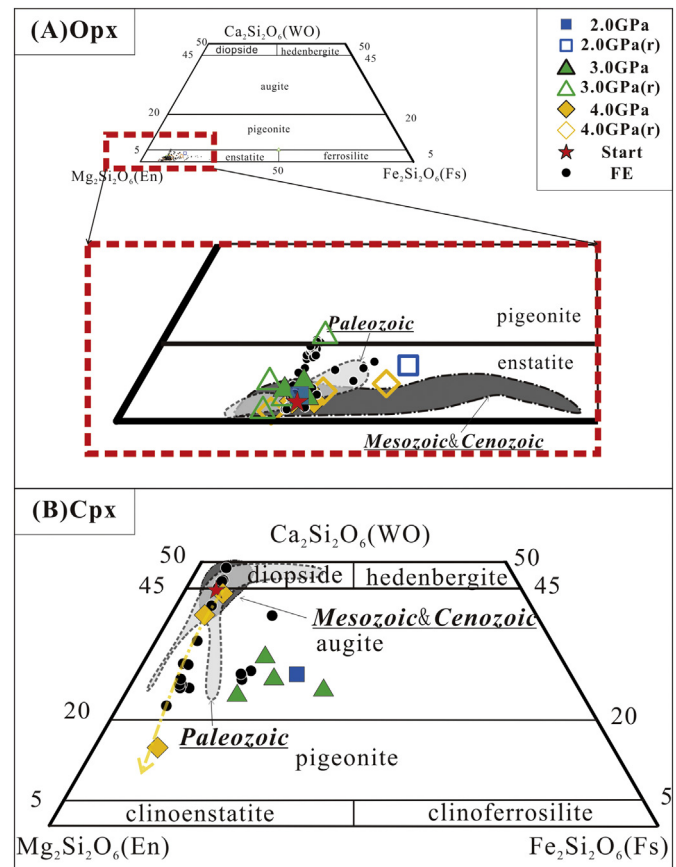 (A)Opx
Ca₂Si₂O₆(WO)
50 diopside hedenbergite 50
45 45
augite
20 20
pigeonite
5 enstatite ferrosilite 5
Mg₂Si₂O₆(En) 50 Fe₂Si₂O₆(Fs)
2.0GPa
2.0GPa(r)
3.0GPa
3.0GPa(r)
4.0GPa
4.0GPa(r)
Start
FE
Paleozoic
pigeonite
enstatite
Mesozoic&Cenozoic
(B)Cpx
Ca₂Si₂O₆(WO)
50 50
45 diopside hedenbergite 45
Mesozoic&Cenozoic
augite
20 20
Paleozoic
pigeonite
5 5
clinoenstatite clinoferrosilite
Mg₂Si₂O₆(En) Fe₂Si₂O₆(Fs)